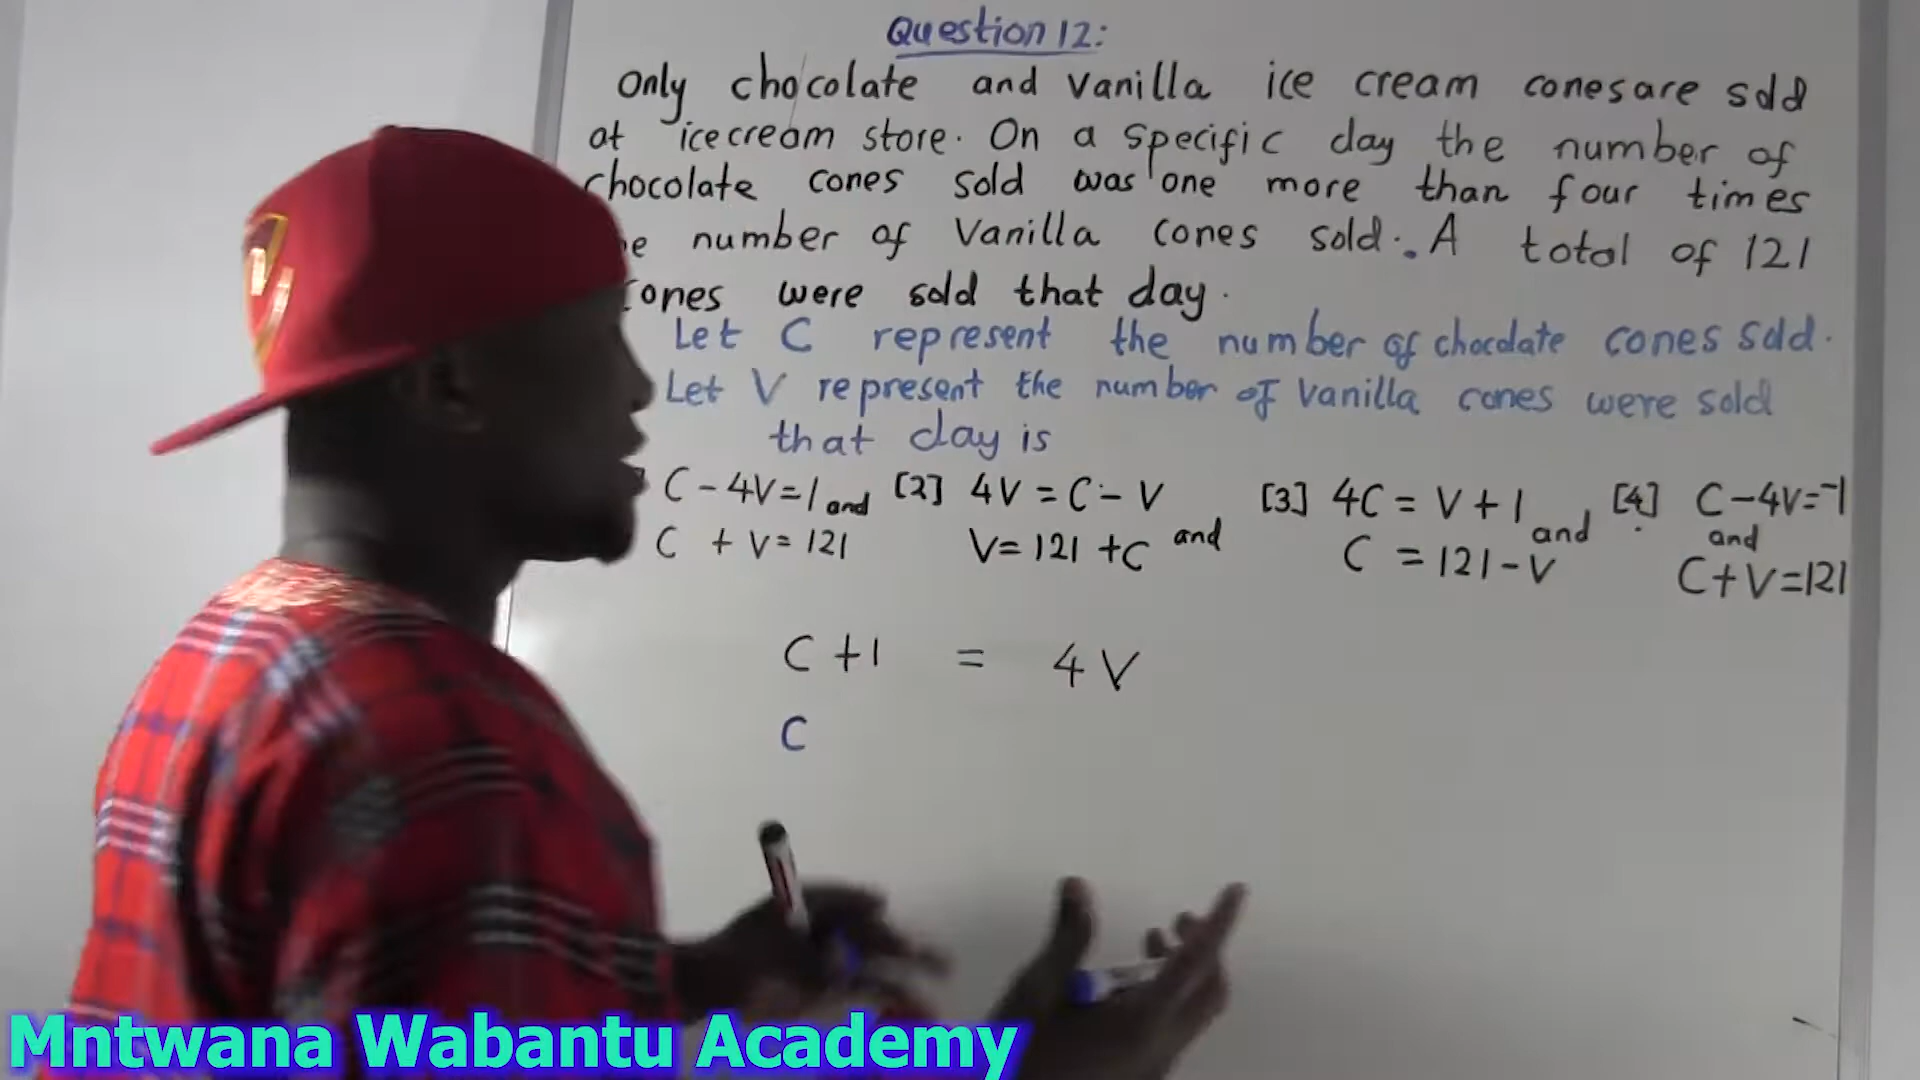 Question 12:
Only chocolate and Vanilla ice cream cones are sold
at icecream store. On a specific day the number of
chocolate cones sold was one more than four times
number of Vanilla cones sold. A total of 121
cones were sold that day.
Let C represent the number of chocolate cones sold.
Let V represent the number of Vanilla cones were sold
that day is
C - 4V = 1 and [2] 4V = C - V [3] 4C = V + 1 and [4] C - 4V = -1
C + V = 121 V = 121 + C and C = 121 - V and
C + V = 121
C + 1 = 4V
C
Mntwana Wabantu Academy